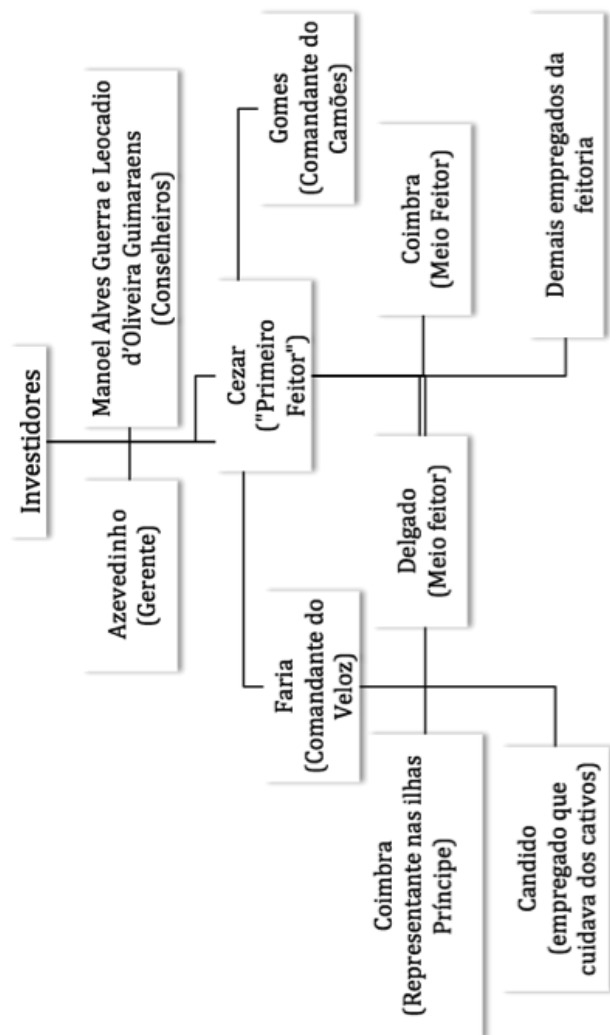 Investidores
Azevedinho
(Gerente)
Manoel Alves Guerra e Leocadio
d'Oliveira Guimaraens
(Conselheiros)
Cezar
("Primeiro
Feitor")
Faria
(Comandante do
Veloz)
Gomes
(Comandante do
Camões)
Coimbra
(Representante nas ilhas
Príncipe)
Delgado
(Meio feitor)
Coimbra
(Meio Feitor)
Candido
(empregado que
cuidava dos cativos)
Demais empregados da
feitoria